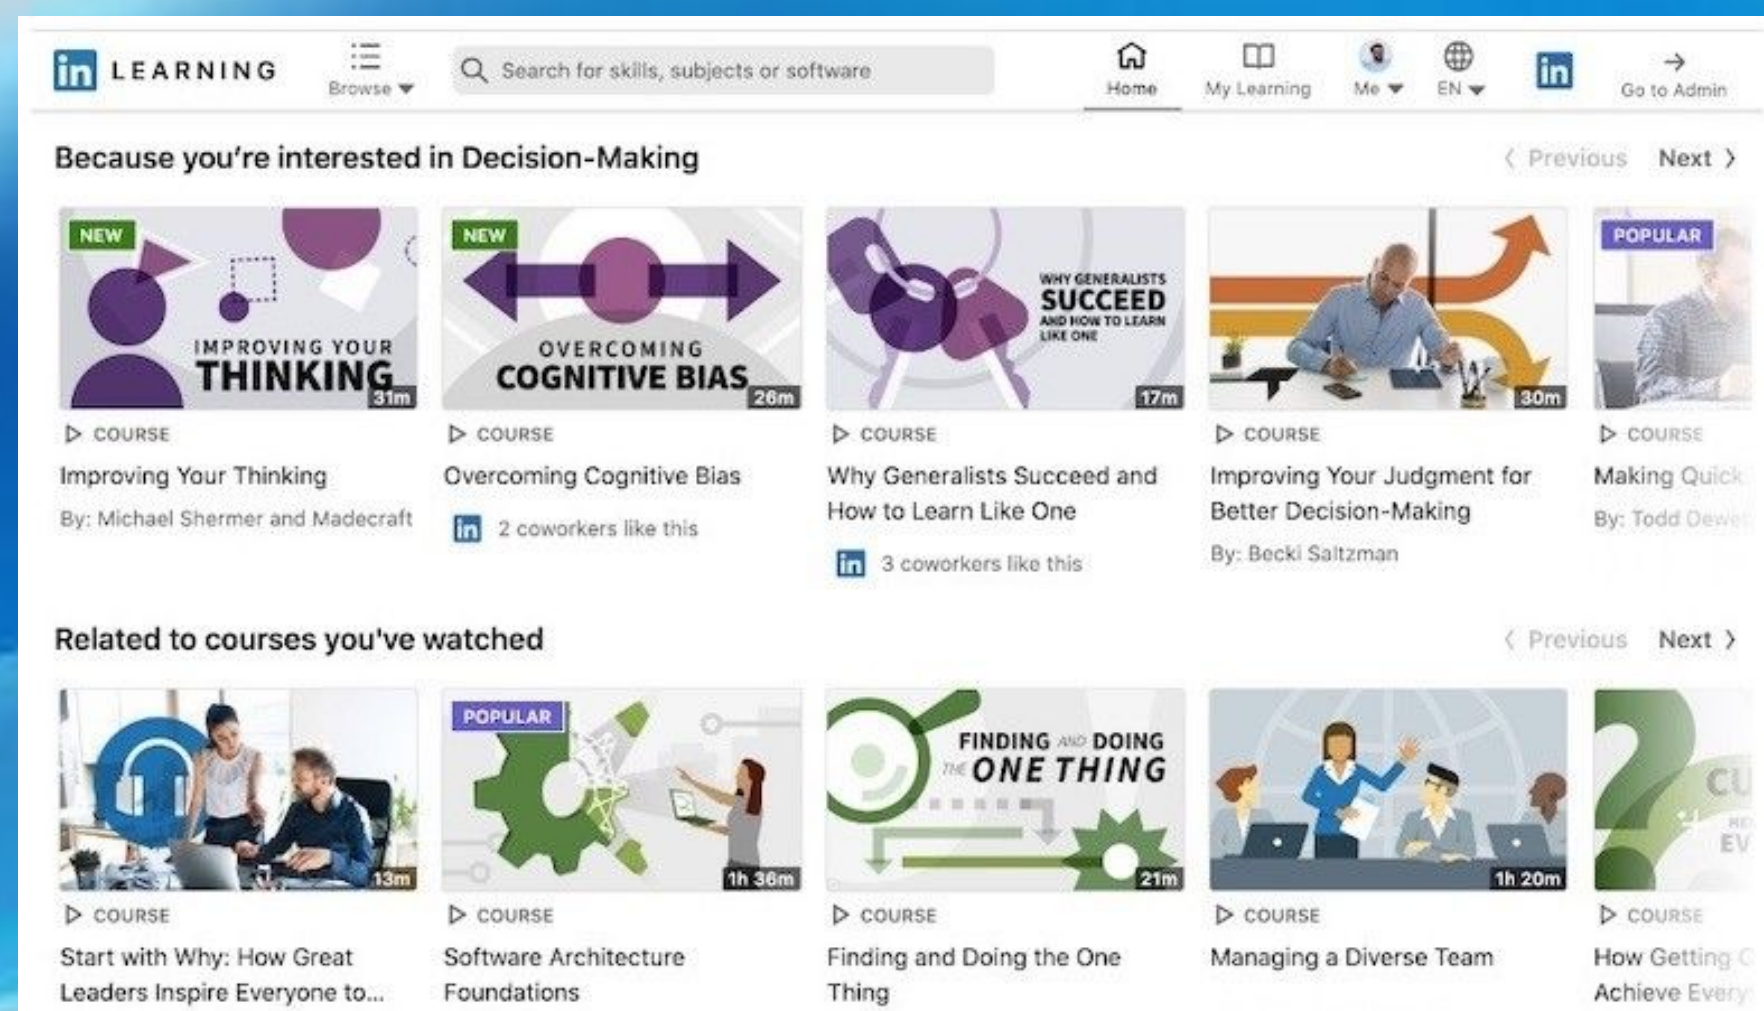 in LEARNING
Browse
Search for skills, subjects or software
Home
My Learning
Me
EN
in
Go to Admin
Because you're interested in Decision-Making
Previous Next
NEW
IMPROVING YOUR
THINKING
31m
COURSE
Improving Your Thinking
By: Michael Shermer and Madecraft
NEW
OVERCOMING
COGNITIVE BIAS
26m
COURSE
Overcoming Cognitive Bias
in 2 coworkers like this
WHY GENERALISTS
SUCCEED
AND HOW TO LEARN
LIKE ONE
17m
COURSE
Why Generalists Succeed and
How to Learn Like One
in 3 coworkers like this
30m
COURSE
Improving Your Judgment for
Better Decision-Making
By: Becki Saltzman
POPULAR
COURSE
Making Quick
By: Todd
Related to courses you've watched
Previous Next
13m
COURSE
Start with Why: How Great
Leaders Inspire Everyone to...
POPULAR
1h 36m
COURSE
Software Architecture
Foundations
FINDING AND DOING
THE ONE THING
21m
COURSE
Finding and Doing the One
Thing
1h 20m
COURSE
Managing a Diverse Team
CU
EV
COURSE
How Getting C
Achieve Every